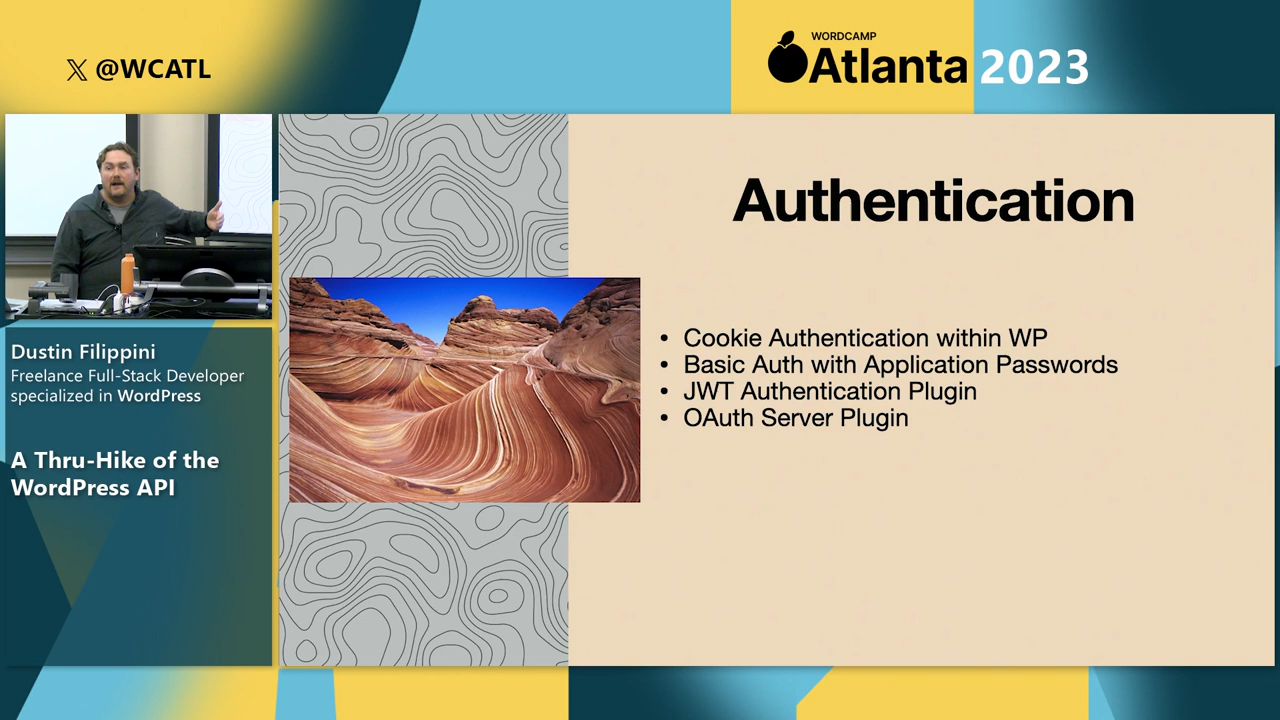 𝕏 @WCATL
WORDCAMP
Atlanta 2023
Dustin Filippini
Freelance Full-Stack Developer
specialized in WordPress
A Thru-Hike of the
WordPress API
Authentication
• Cookie Authentication within WP
• Basic Auth with Application Passwords
• JWT Authentication Plugin
• OAuth Server Plugin